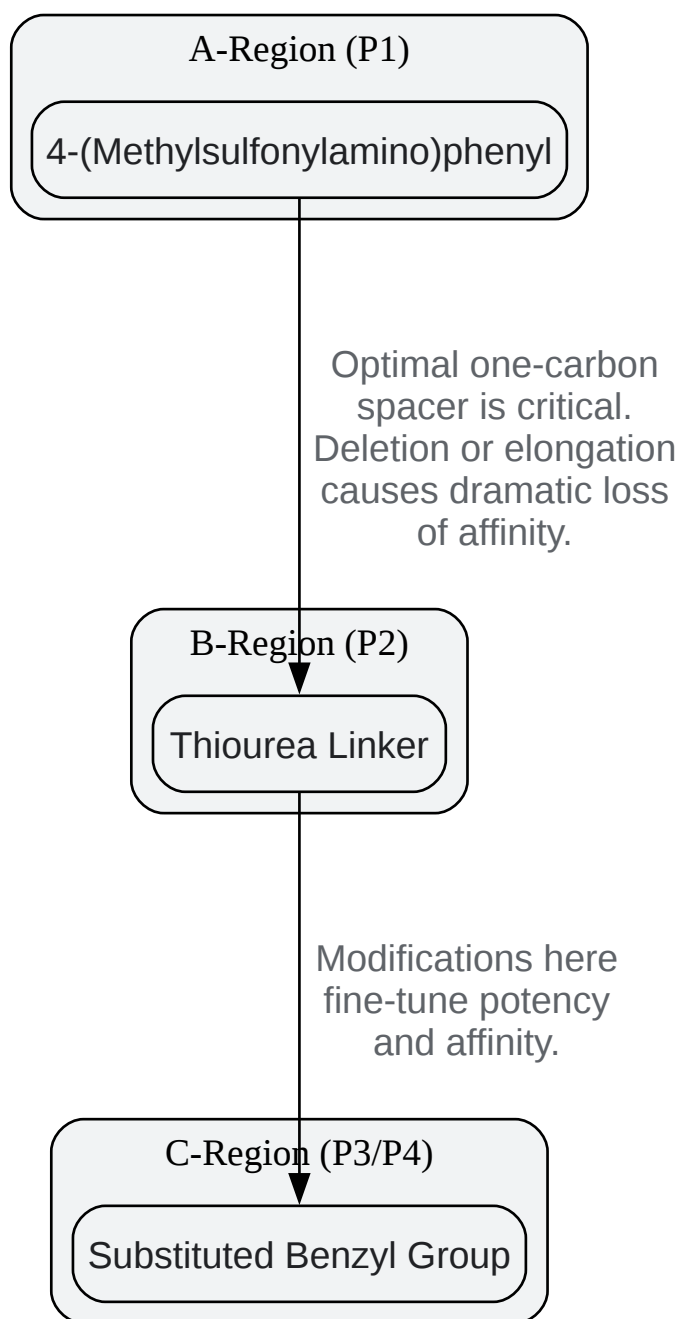 A-Region (P1)
4-(Methylsulfonylamino)phenyl
Optimal one-carbon
spacer is critical.
Deletion or elongation
causes dramatic loss
of affinity.
B-Region (P2)
Thiourea Linker
Modifications here
fine-tune potency
and affinity.
C-Region (P3/P4)
Substituted Benzyl Group